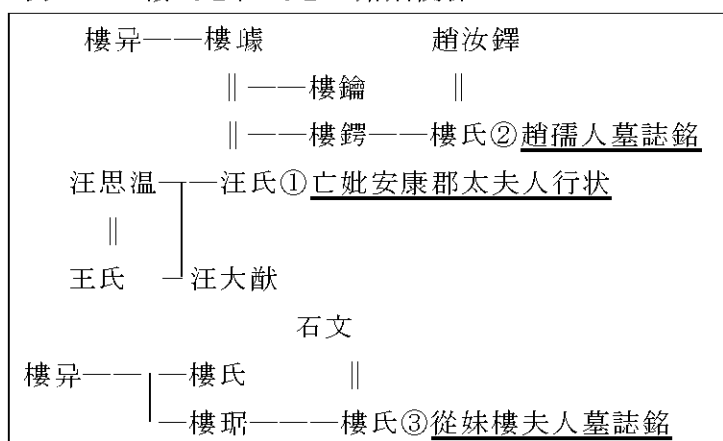 樓异——樓璩 趙汝鐸
‖——樓鑰 ‖
‖——樓鍔——樓氏②趙孺人墓誌銘
汪思温——汪氏①亡妣安康郡太夫人行状
‖
王氏 汪大猷
石文
樓异—— —樓氏 ‖
—樓琚———樓氏③從妹樓夫人墓誌銘